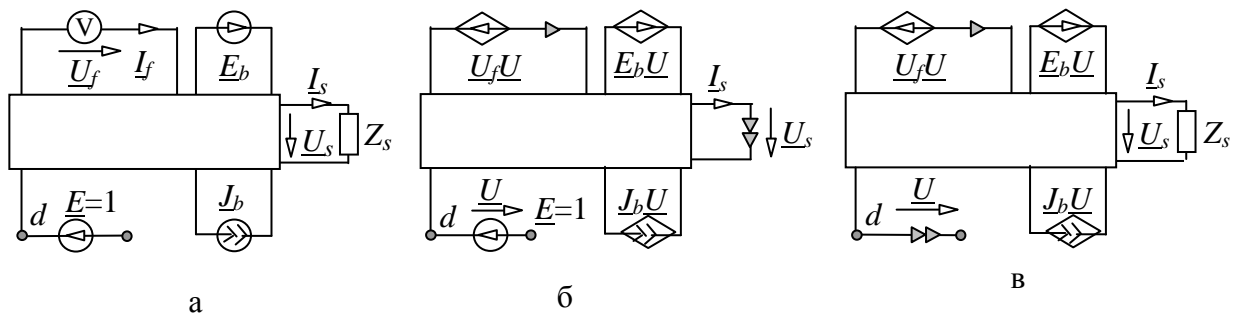 V
U_f I_f
E_b
I_s
U_s Z_s
d E=1
J_b
а
U_fU
E_bU
I_s
U_s
U
d E=1
J_bU
б
U_fU
E_bU
I_s
U_s Z_s
U
d
J_bU
в